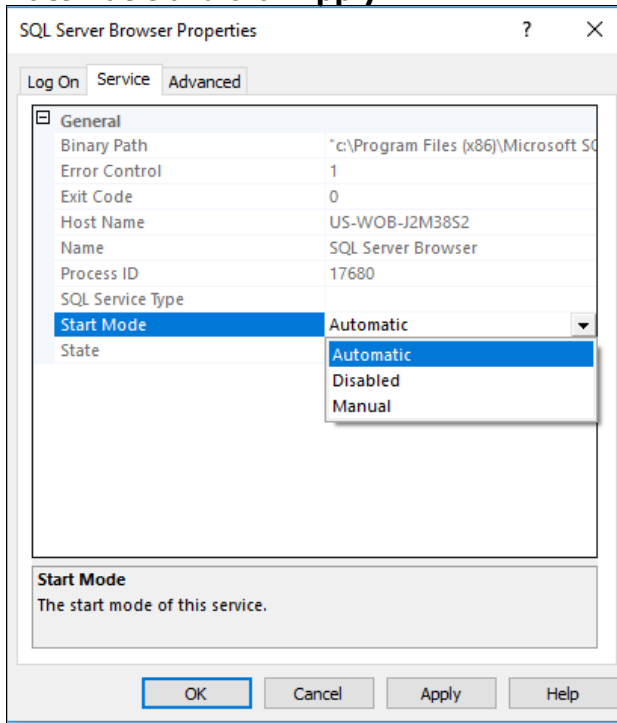 SQL Server Browser Properties ? ×
Log On Service Advanced
General
Binary Path "c:\Program Files (x86)\Microsoft
Error Control 1
Exit Code 0
Host Name US-WOB-J2M38S2
Name SQL Server Browser
Process ID 17680
SQL Service Type
Start Mode Automatic
State
Automatic
Disabled
Manual
Start Mode
The start mode of this service.
OK Cancel Apply Help